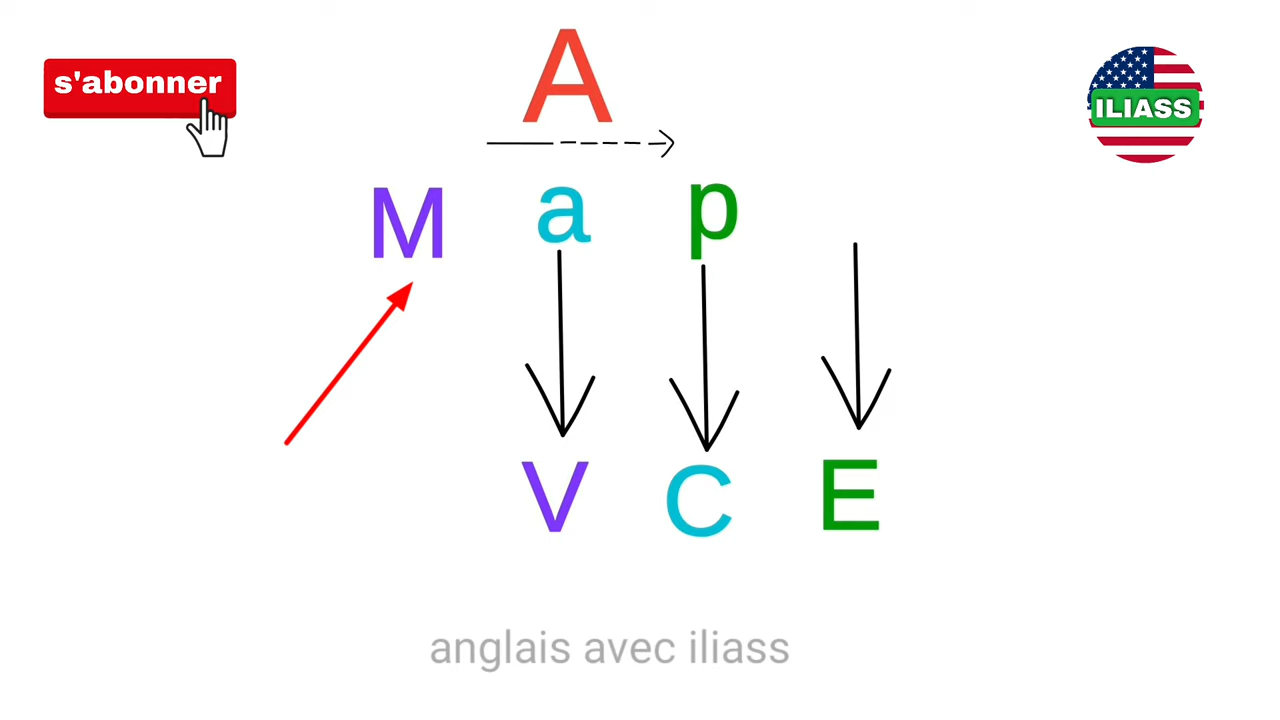 s'abonner
A
ILIASS
M a p
V C E
anglais avec iliass